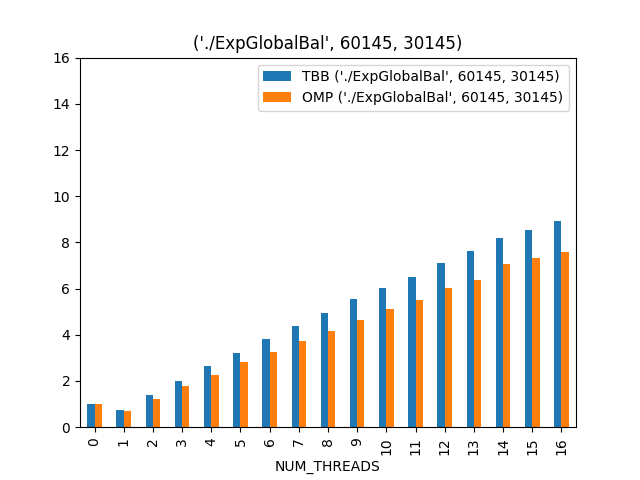 ('./ExpGlobalBal', 60145, 30145)
TBB ('./ExpGlobalBal', 60145, 30145)
OMP ('./ExpGlobalBal', 60145, 30145)
16
14
12
10
8
6
4
2
0
0 1 2 3 4 5 6 7 8 9 10 11 12 13 14 15 16
NUM_THREADS